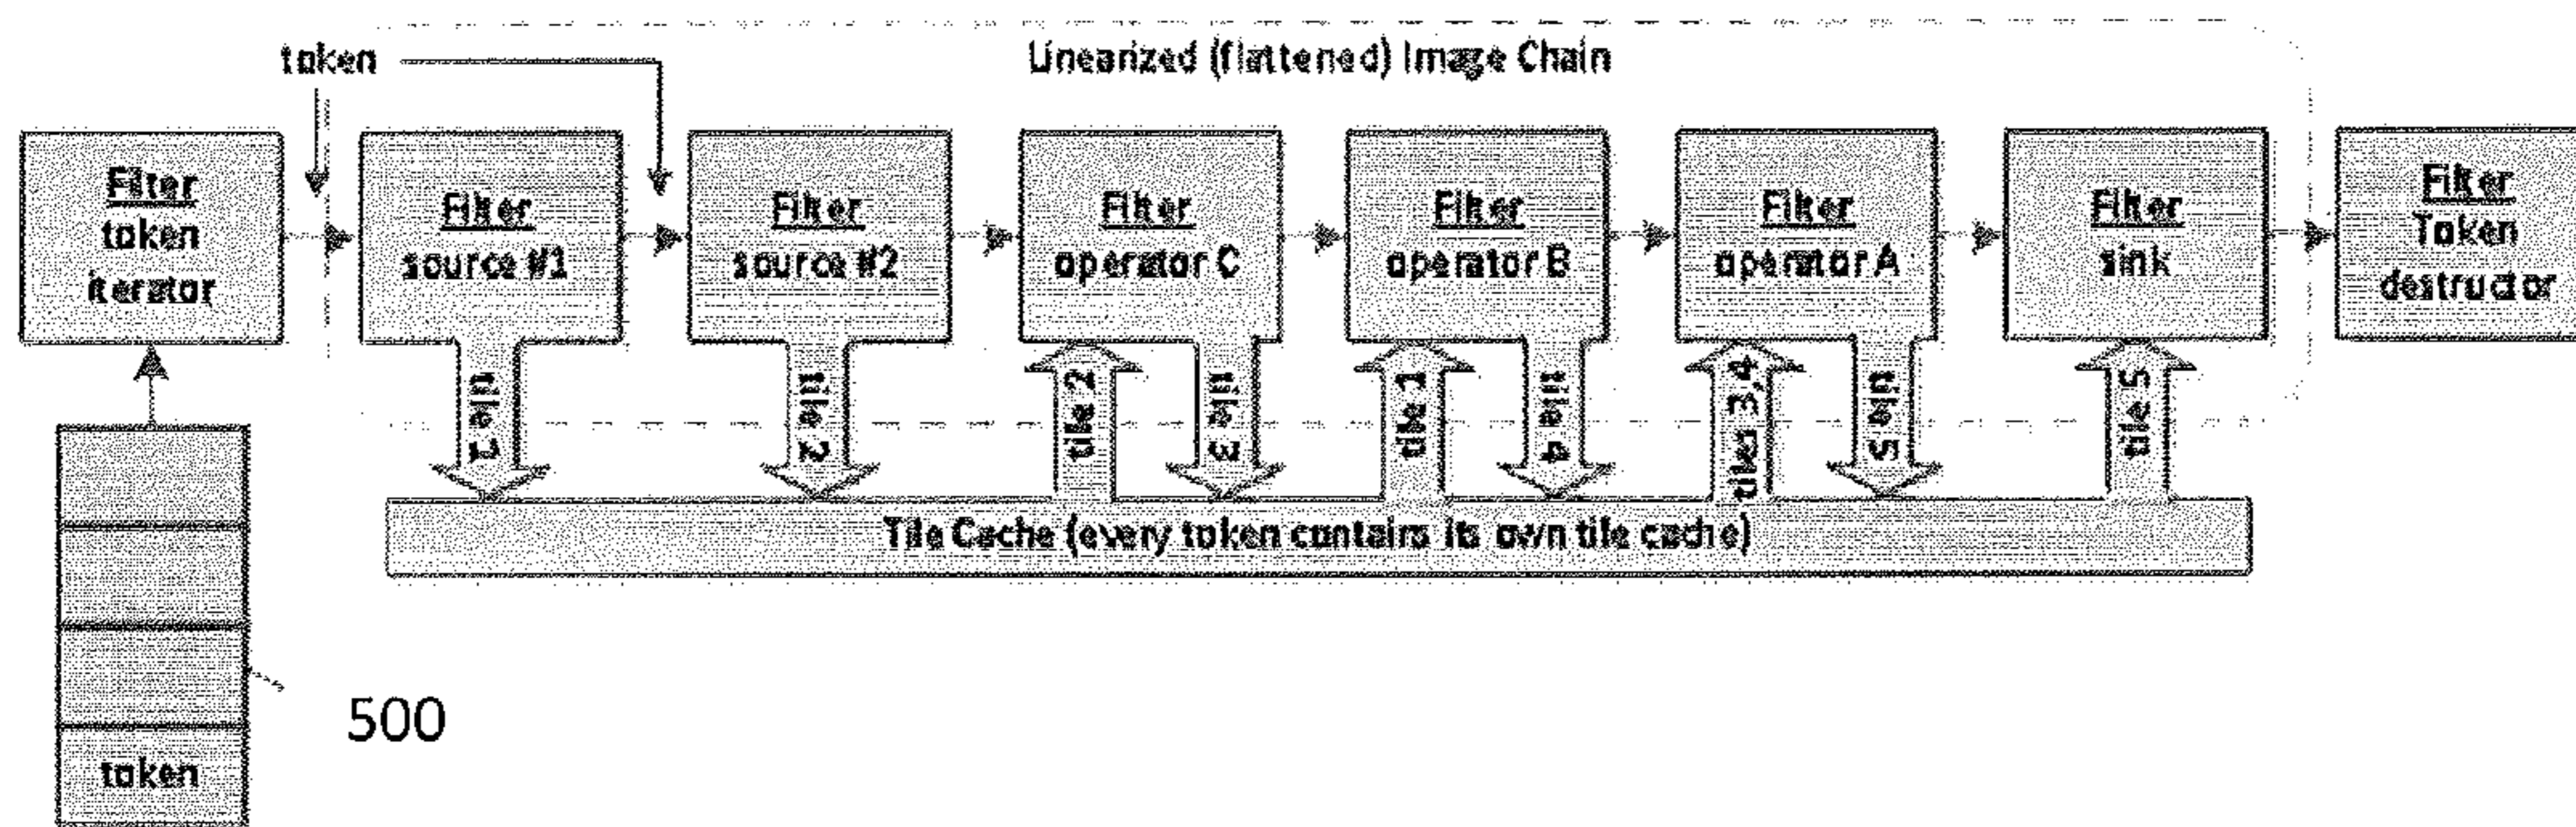 token
Linearized (flattened) Image Chain
Filter
token
iterator
Filter
source #1
Filter
source #2
Filter
operator C
Filter
operator B
Filter
operator A
Filter
sink
Filter
Token
destructor
tile 1
tile 2
tile 2
tile 3
tile 1
tile 4
tiles 3,4
tile 5
tile 5
Tile Cache (every token contains its own tile cache)
500
token